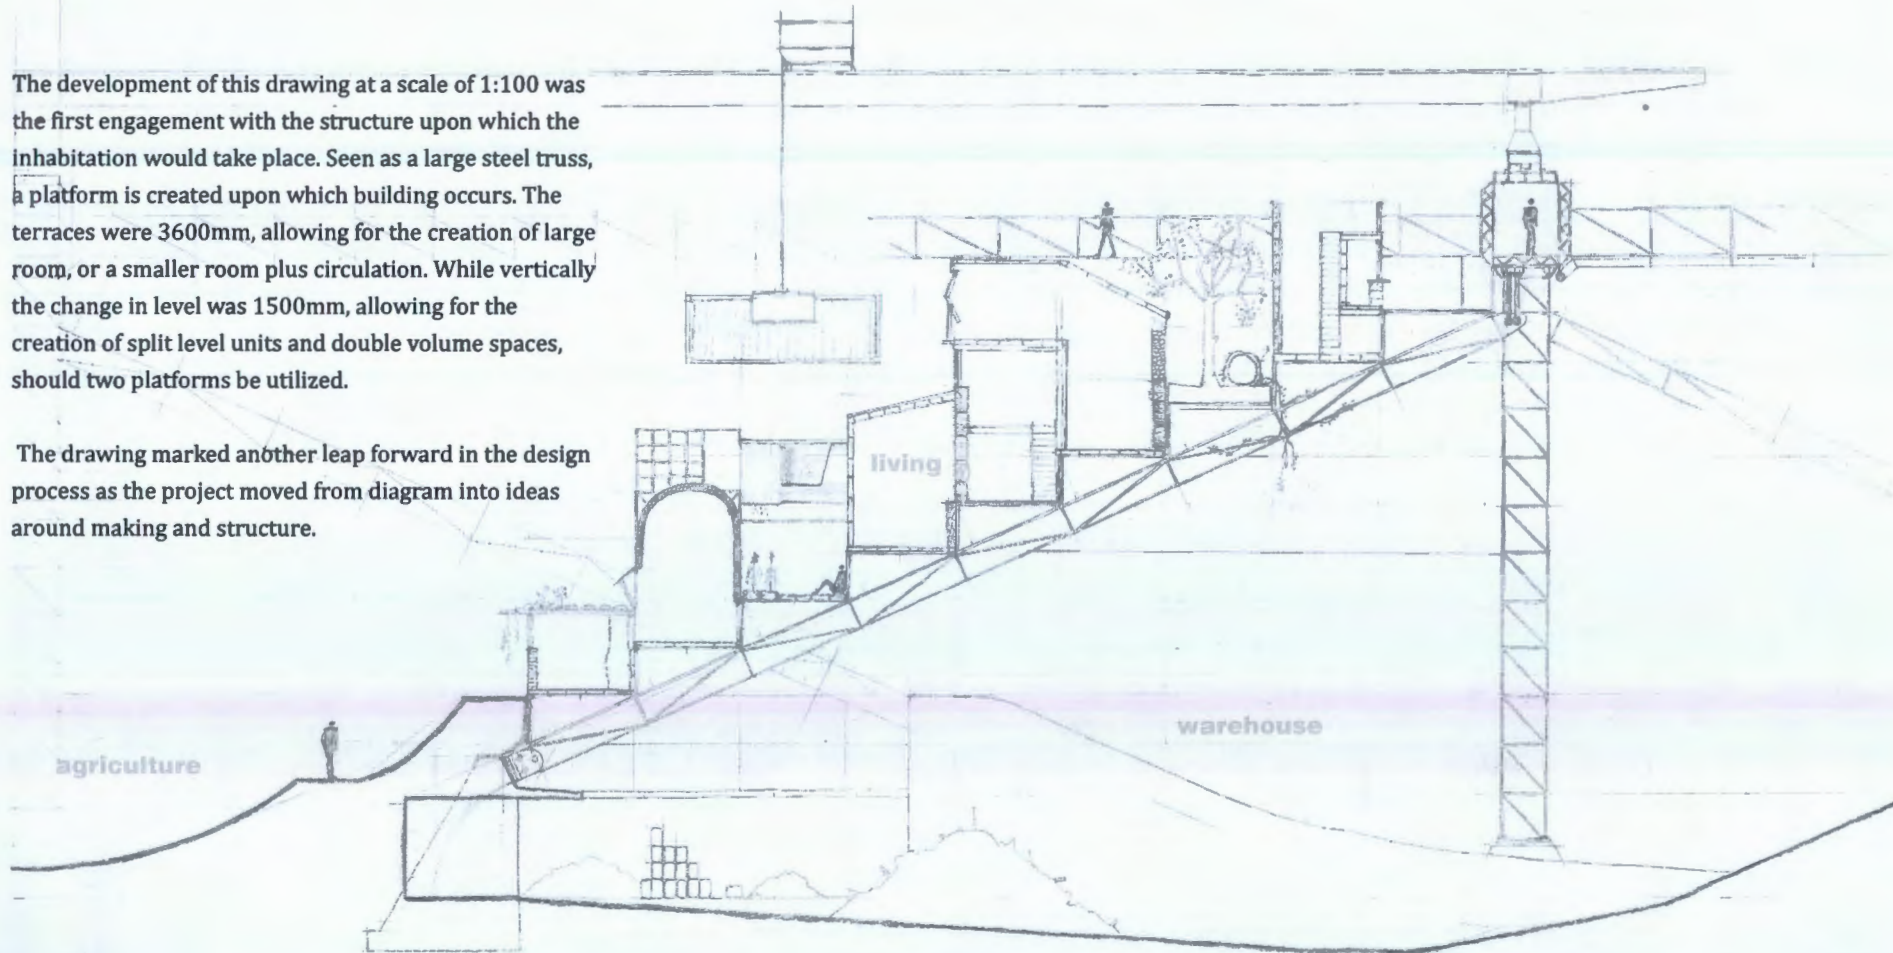 The development of this drawing at a scale of 1:100 was
the first engagement with the structure upon which the
inhabitation would take place. Seen as a large steel truss,
a platform is created upon which building occurs. The
terraces were 3600mm, allowing for the creation of large
room, or a smaller room plus circulation. While vertically
the change in level was 1500mm, allowing for the
creation of split level units and double volume spaces,
should two platforms be utilized.
The drawing marked another leap forward in the design
process as the project moved from diagram into ideas
around making and structure.
living
warehouse
agriculture